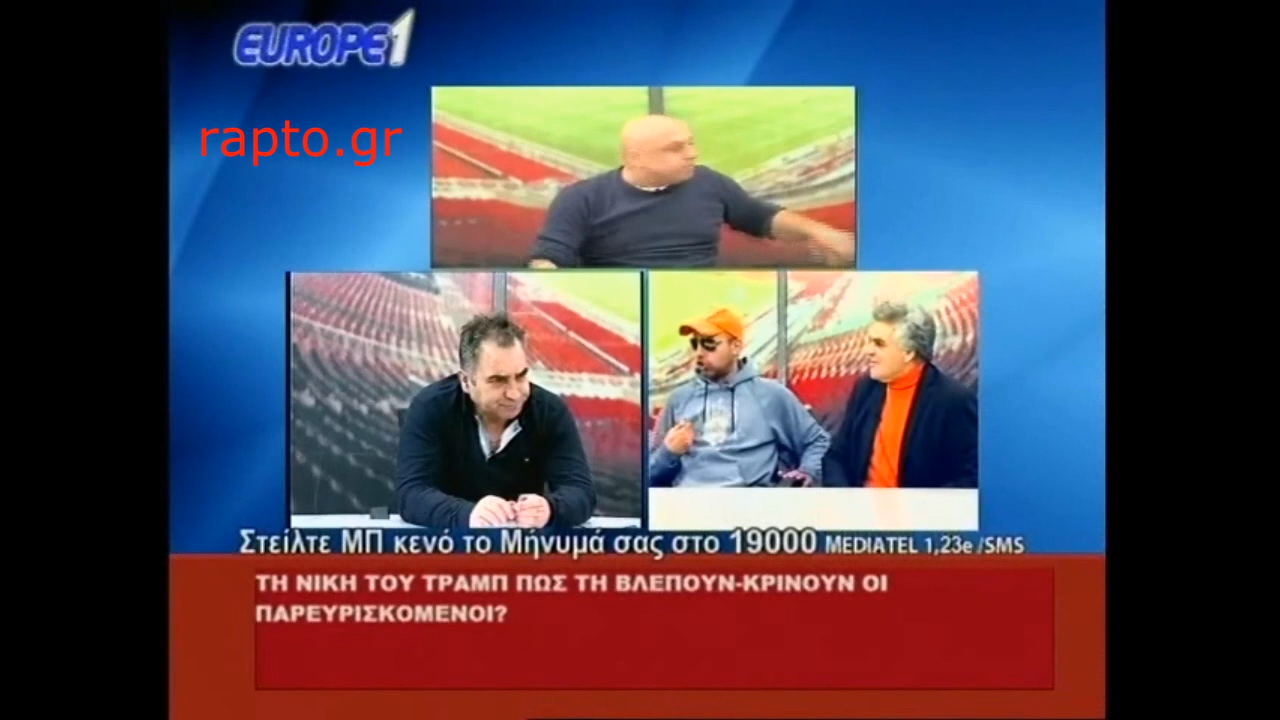 EUROPE1
rapto.gr
Στείλτε ΜΠ κενό το Μήνυμά σας στο 19000 MEDIATEL 1,23e /SMS
ΤΗ ΝΙΚΗ ΤΟΥ ΤΡΑΜΠ ΠΩΣ ΤΗ ΒΛΕΠΟΥΝ-ΚΡΙΝΟΥΝ ΟΙ
ΠΑΡΕΥΡΙΣΚΟΜΕΝΟΙ?